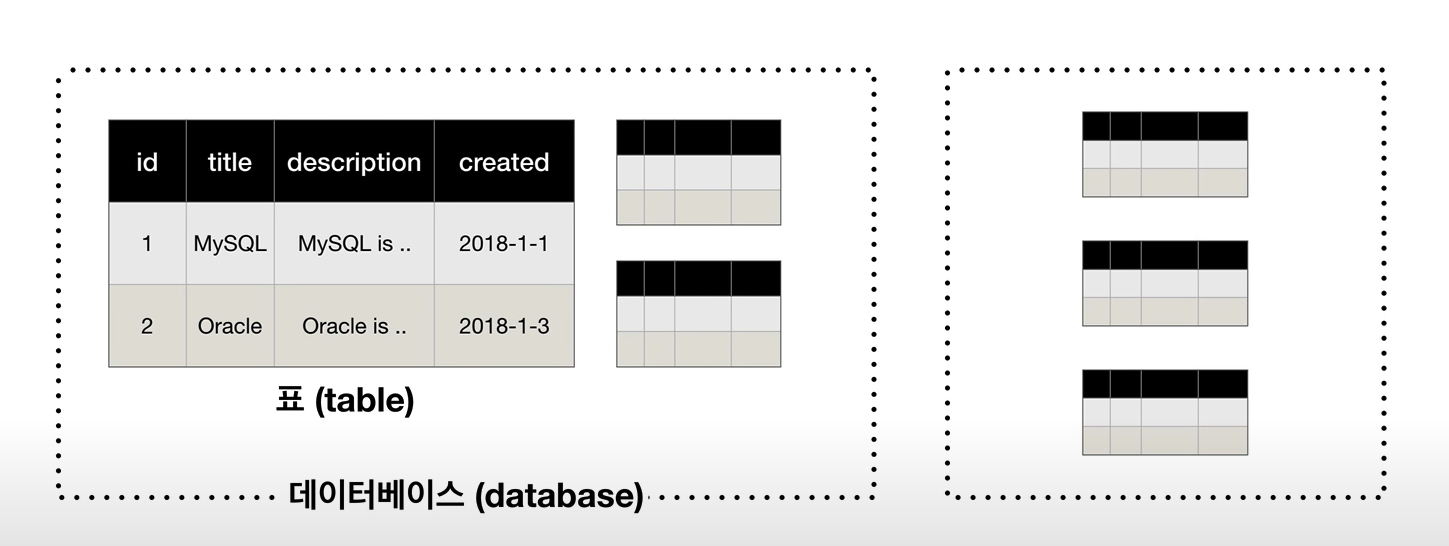 id title description created
1 MySQL MySQL is .. 2018-1-1
2 Oracle Oracle is .. 2018-1-3
표 (table)
데이터베이스 (database)